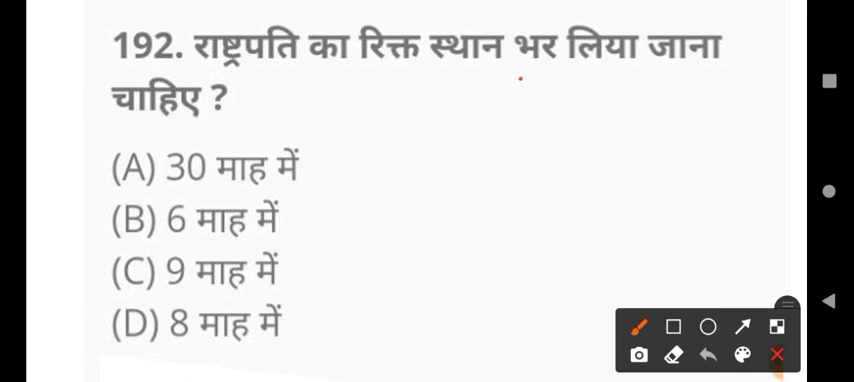 192. राष्ट्रपति का रिक्त स्थान भर लिया जाना
चाहिए ?
(A) 30 माह में
(B) 6 माह में
(C) 9 माह में
(D) 8 माह में